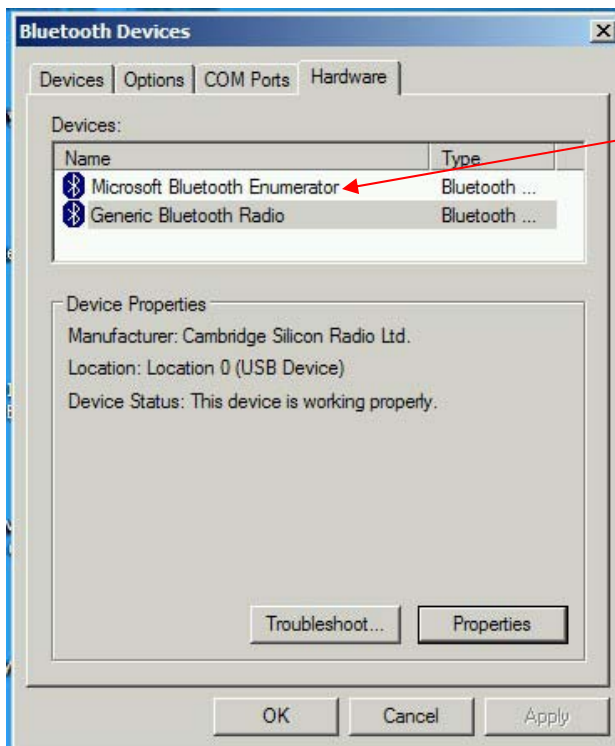 Bluetooth Devices
Devices Options COM Ports Hardware
Devices:
Name Type
Microsoft Bluetooth Enumerator Bluetooth ...
Generic Bluetooth Radio Bluetooth ...
Device Properties
Manufacturer: Cambridge Silicon Radio Ltd.
Location: Location 0 (USB Device)
Device Status: This device is working properly.
Troubleshoot... Properties
OK Cancel Apply